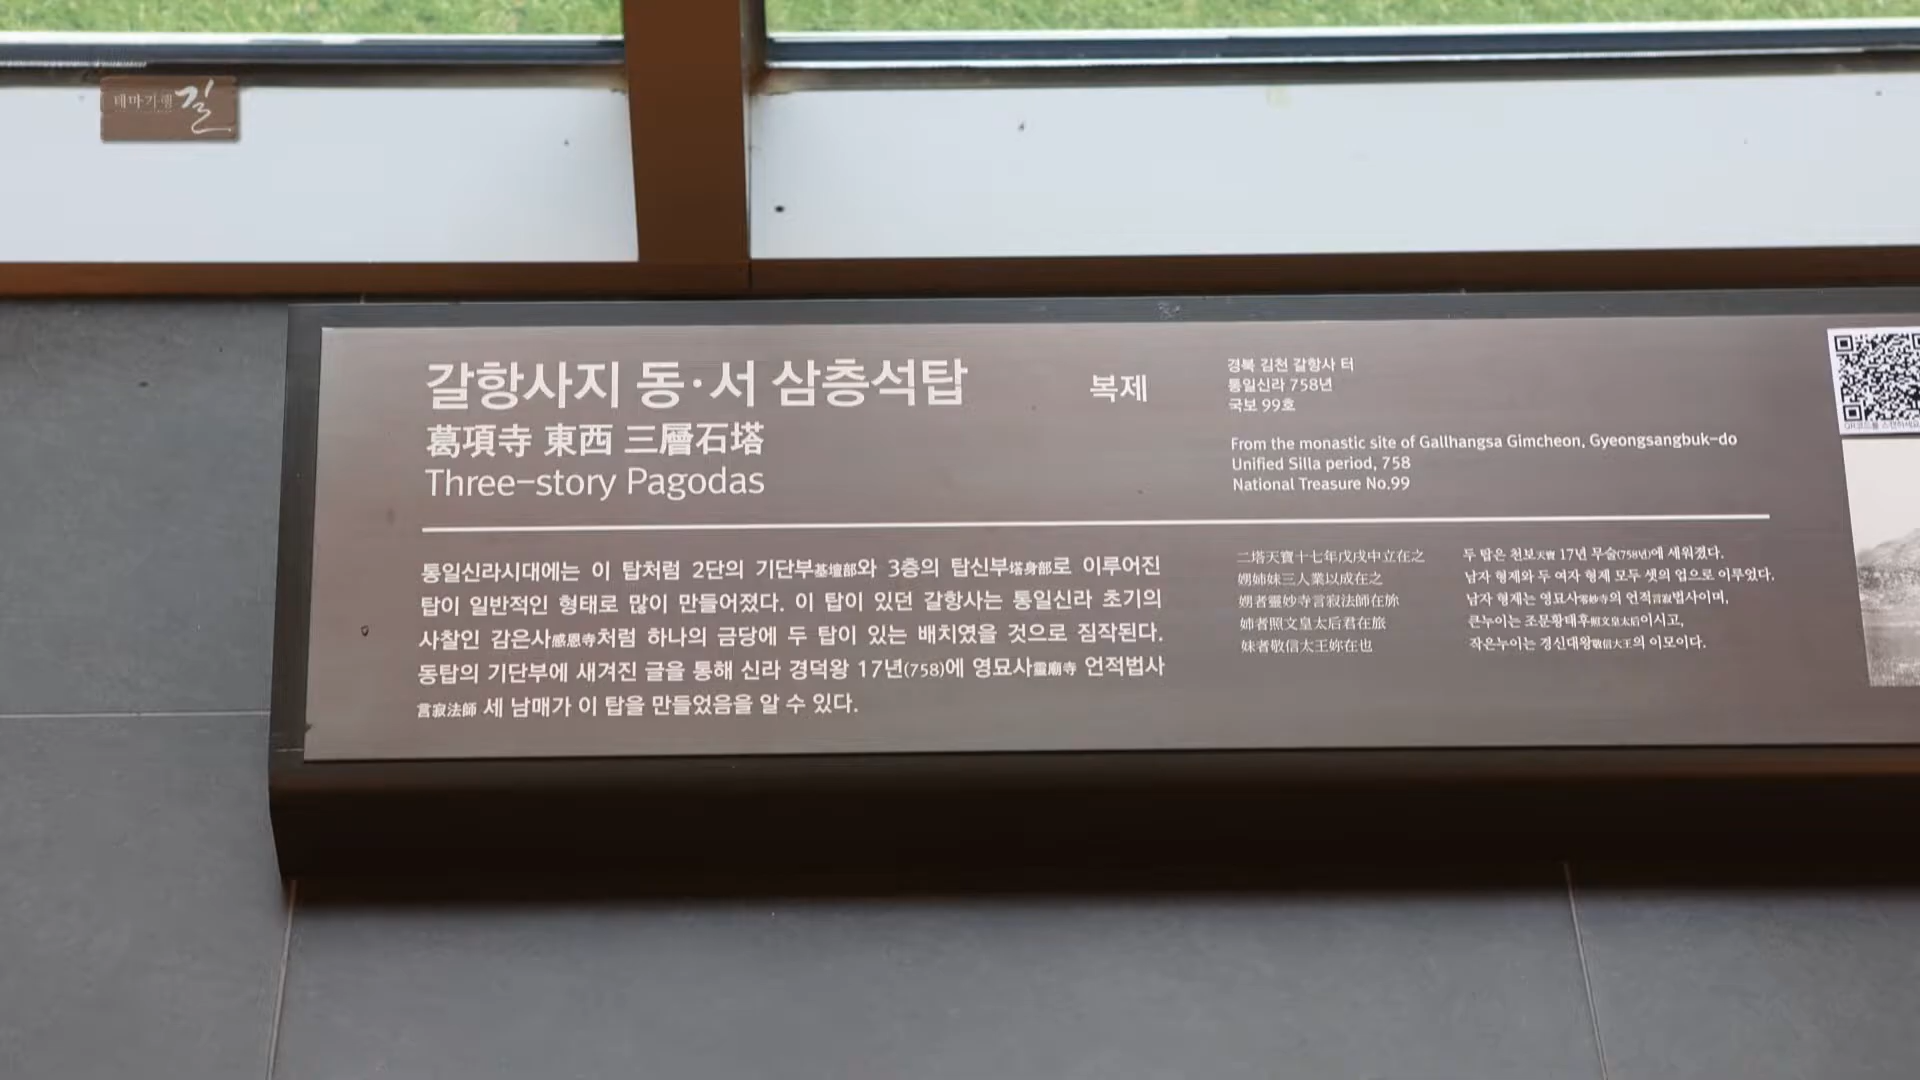 테마기행 길
갈항사지 동·서 삼층석탑
복제
葛項寺 東西 三層石塔
Three-story Pagodas
경북 김천 갈항사 터
통일신라 758년
국보 99호
From the monastic site of Gallhangsa Gimcheon, Gyeongsangbuk-do
Unified Silla period, 758
National Treasure No.99
통일신라시대에는 이 탑처럼 2단의 기단부基壇部와 3층의 탑신부塔身部로 이루어진
탑이 일반적인 형태로 많이 만들어졌다. 이 탑이 있던 갈항사는 통일신라 초기의
사찰인 감은사感恩寺처럼 하나의 금당에 두 탑이 있는 배치였을 것으로 짐작된다.
동탑의 기단부에 새겨진 글을 통해 신라 경덕왕 17년(758)에 영묘사靈廟寺 언적법사
言寂法師 세 남매가 이 탑을 만들었음을 알 수 있다.
二塔天寶十七年戊戌中立在之
娚姉妹三人業以成在之
娚者靈妙寺言寂法師在旀
姉者照文皇太后君在旀
妹者敬信太王妳在也
두 탑은 천보天寶 17년 무술(758년)에 세워졌다.
남자 형제와 두 여자 형제 모두 셋의 업으로 이루었다.
남자 형제는 영묘사零妙寺의 언적言寂법사이며,
큰누이는 조문황태후照文皇太后이시고,
작은누이는 경신대왕敬信大王의 이모이다.
QR코드를 스캔하세요